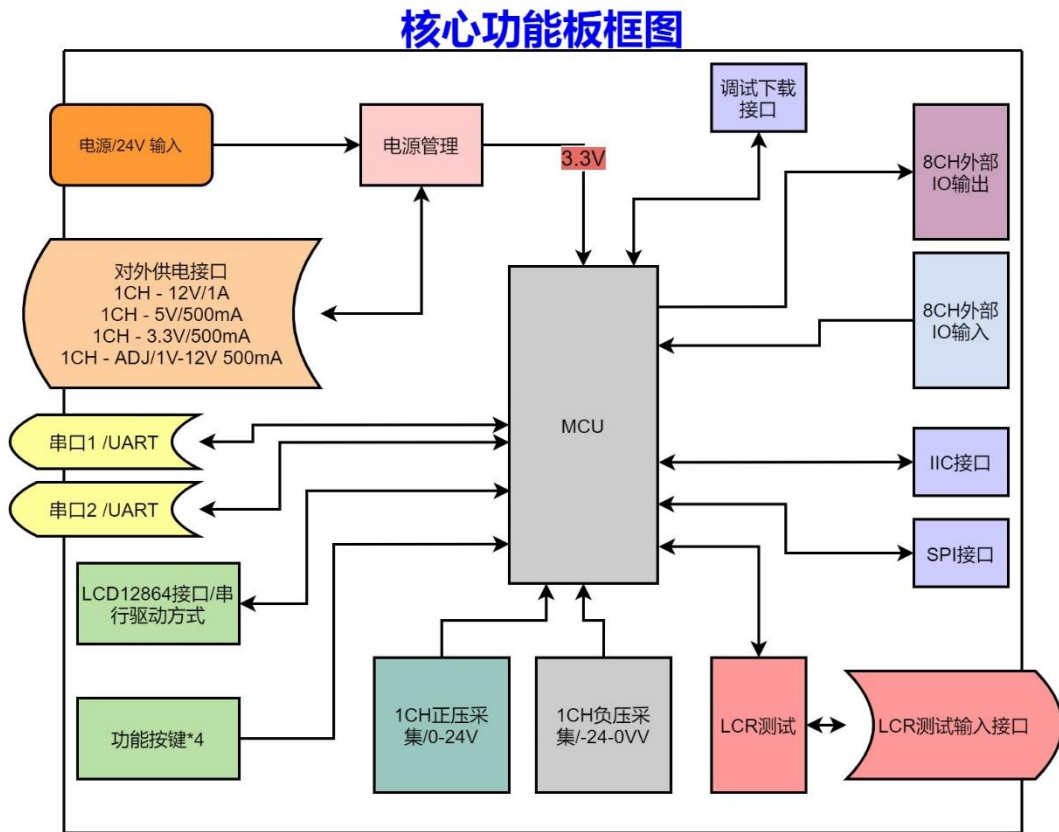 核心功能板框图
电源/24V 输入
电源管理
3.3V
调试下载
接口
8CH外部
IO输出
对外供电接口
1CH - 12V/1A
1CH - 5V/500mA
1CH - 3.3V/500mA
1CH - ADJ/1V-12V 500mA
8CH外部
IO输入
MCU
串口1 /UART
串口2 /UART
IIC接口
SPI接口
LCD12864接口/串
行驱动方式
功能按键*4
1CH正压采
集/0-24V
1CH负压采
集/-24-0VV
LCR测试
LCR测试输入接口